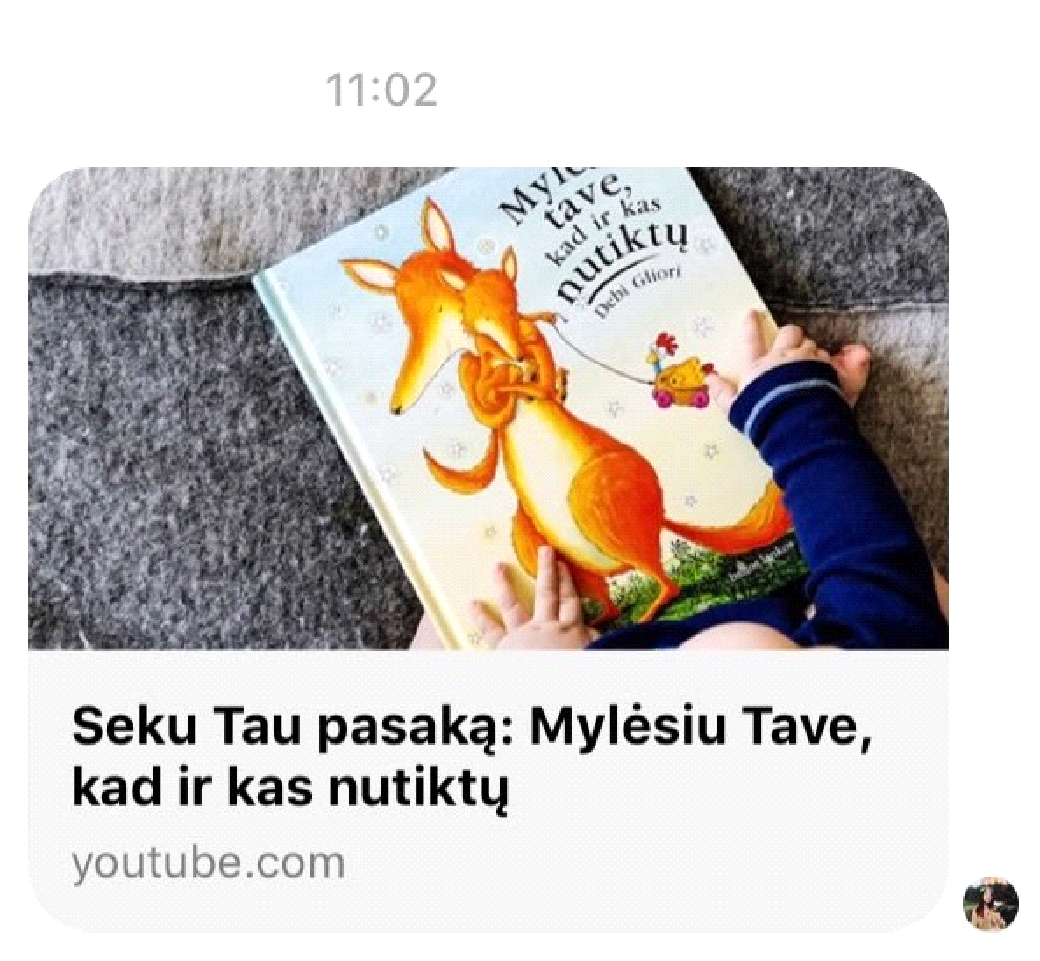 11:02
tave,
kad ir kas
nutiktų
Debi Gliori
Seku Tau pasaką: Mylėsiu Tave,
kad ir kas nutiktų
youtube.com